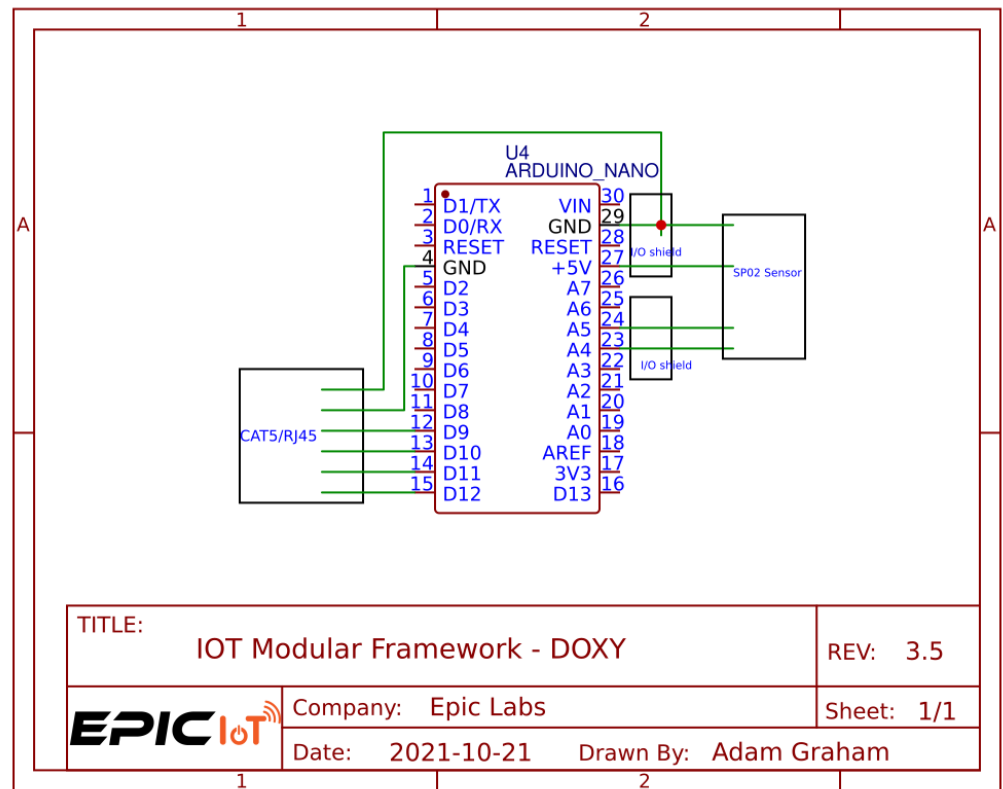 1 2
A A
U4
ARDUINO_NANO
1 D1/TX VIN 30
2 D0/RX GND 29
3 RESET RESET 28
4 GND +5V 27
5 D2 A7 26
6 D3 A6 25
7 D4 A5 24
8 D5 A4 23
9 D6 A3 22
10 D7 A2 21
11 D8 A1 20
12 D9 A0 19
13 D10 AREF 18
14 D11 3V3 17
15 D12 D13 16
I/O shield
SP02 Sensor
I/O shield
CAT5/RJ45
TITLE:
IOT Modular Framework - DOXY
REV: 3.5
EPIC IoT
Company: Epic Labs
Sheet: 1/1
Date: 2021-10-21 Drawn By: Adam Graham
1 2